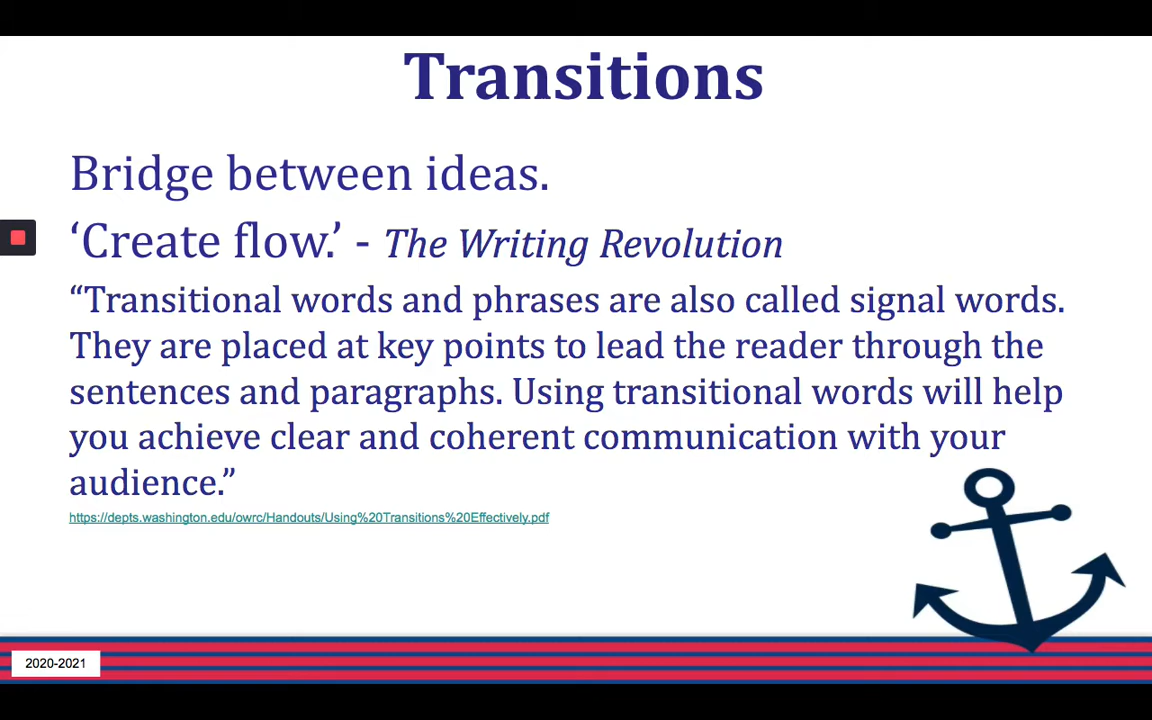 Transitions
Bridge between ideas.
‘Create flow.’ - The Writing Revolution
“Transitional words and phrases are also called signal words.
They are placed at key points to lead the reader through the
sentences and paragraphs. Using transitional words will help
you achieve clear and coherent communication with your
audience.”
https://depts.washington.edu/owrc/Handouts/Using%20Transitions%20Effectively.pdf
2020-2021